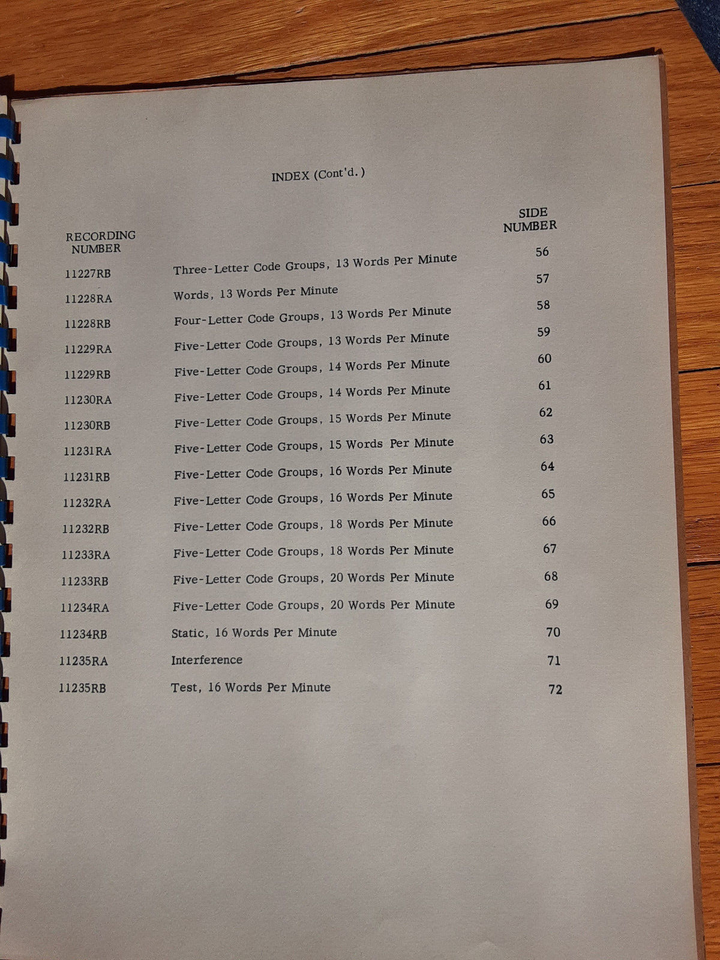 INDEX (Cont'd.)
RECORDING NUMBER SIDE NUMBER
11227RB Three-Letter Code Groups, 13 Words Per Minute 56
11228RA Words, 13 Words Per Minute 57
11228RB Four-Letter Code Groups, 13 Words Per Minute 58
11229RA Five-Letter Code Groups, 13 Words Per Minute 59
11229RB Five-Letter Code Groups, 14 Words Per Minute 60
11230RA Five-Letter Code Groups, 14 Words Per Minute 61
11230RB Five-Letter Code Groups, 15 Words Per Minute 62
11231RA Five-Letter Code Groups, 15 Words Per Minute 63
11231RB Five-Letter Code Groups, 16 Words Per Minute 64
11232RA Five-Letter Code Groups, 16 Words Per Minute 65
11232RB Five-Letter Code Groups, 18 Words Per Minute 66
11233RA Five-Letter Code Groups, 18 Words Per Minute 67
11233RB Five-Letter Code Groups, 20 Words Per Minute 68
11234RA Five-Letter Code Groups, 20 Words Per Minute 69
11234RB Static, 16 Words Per Minute 70
11235RA Interference 71
11235RB Test, 16 Words Per Minute 72